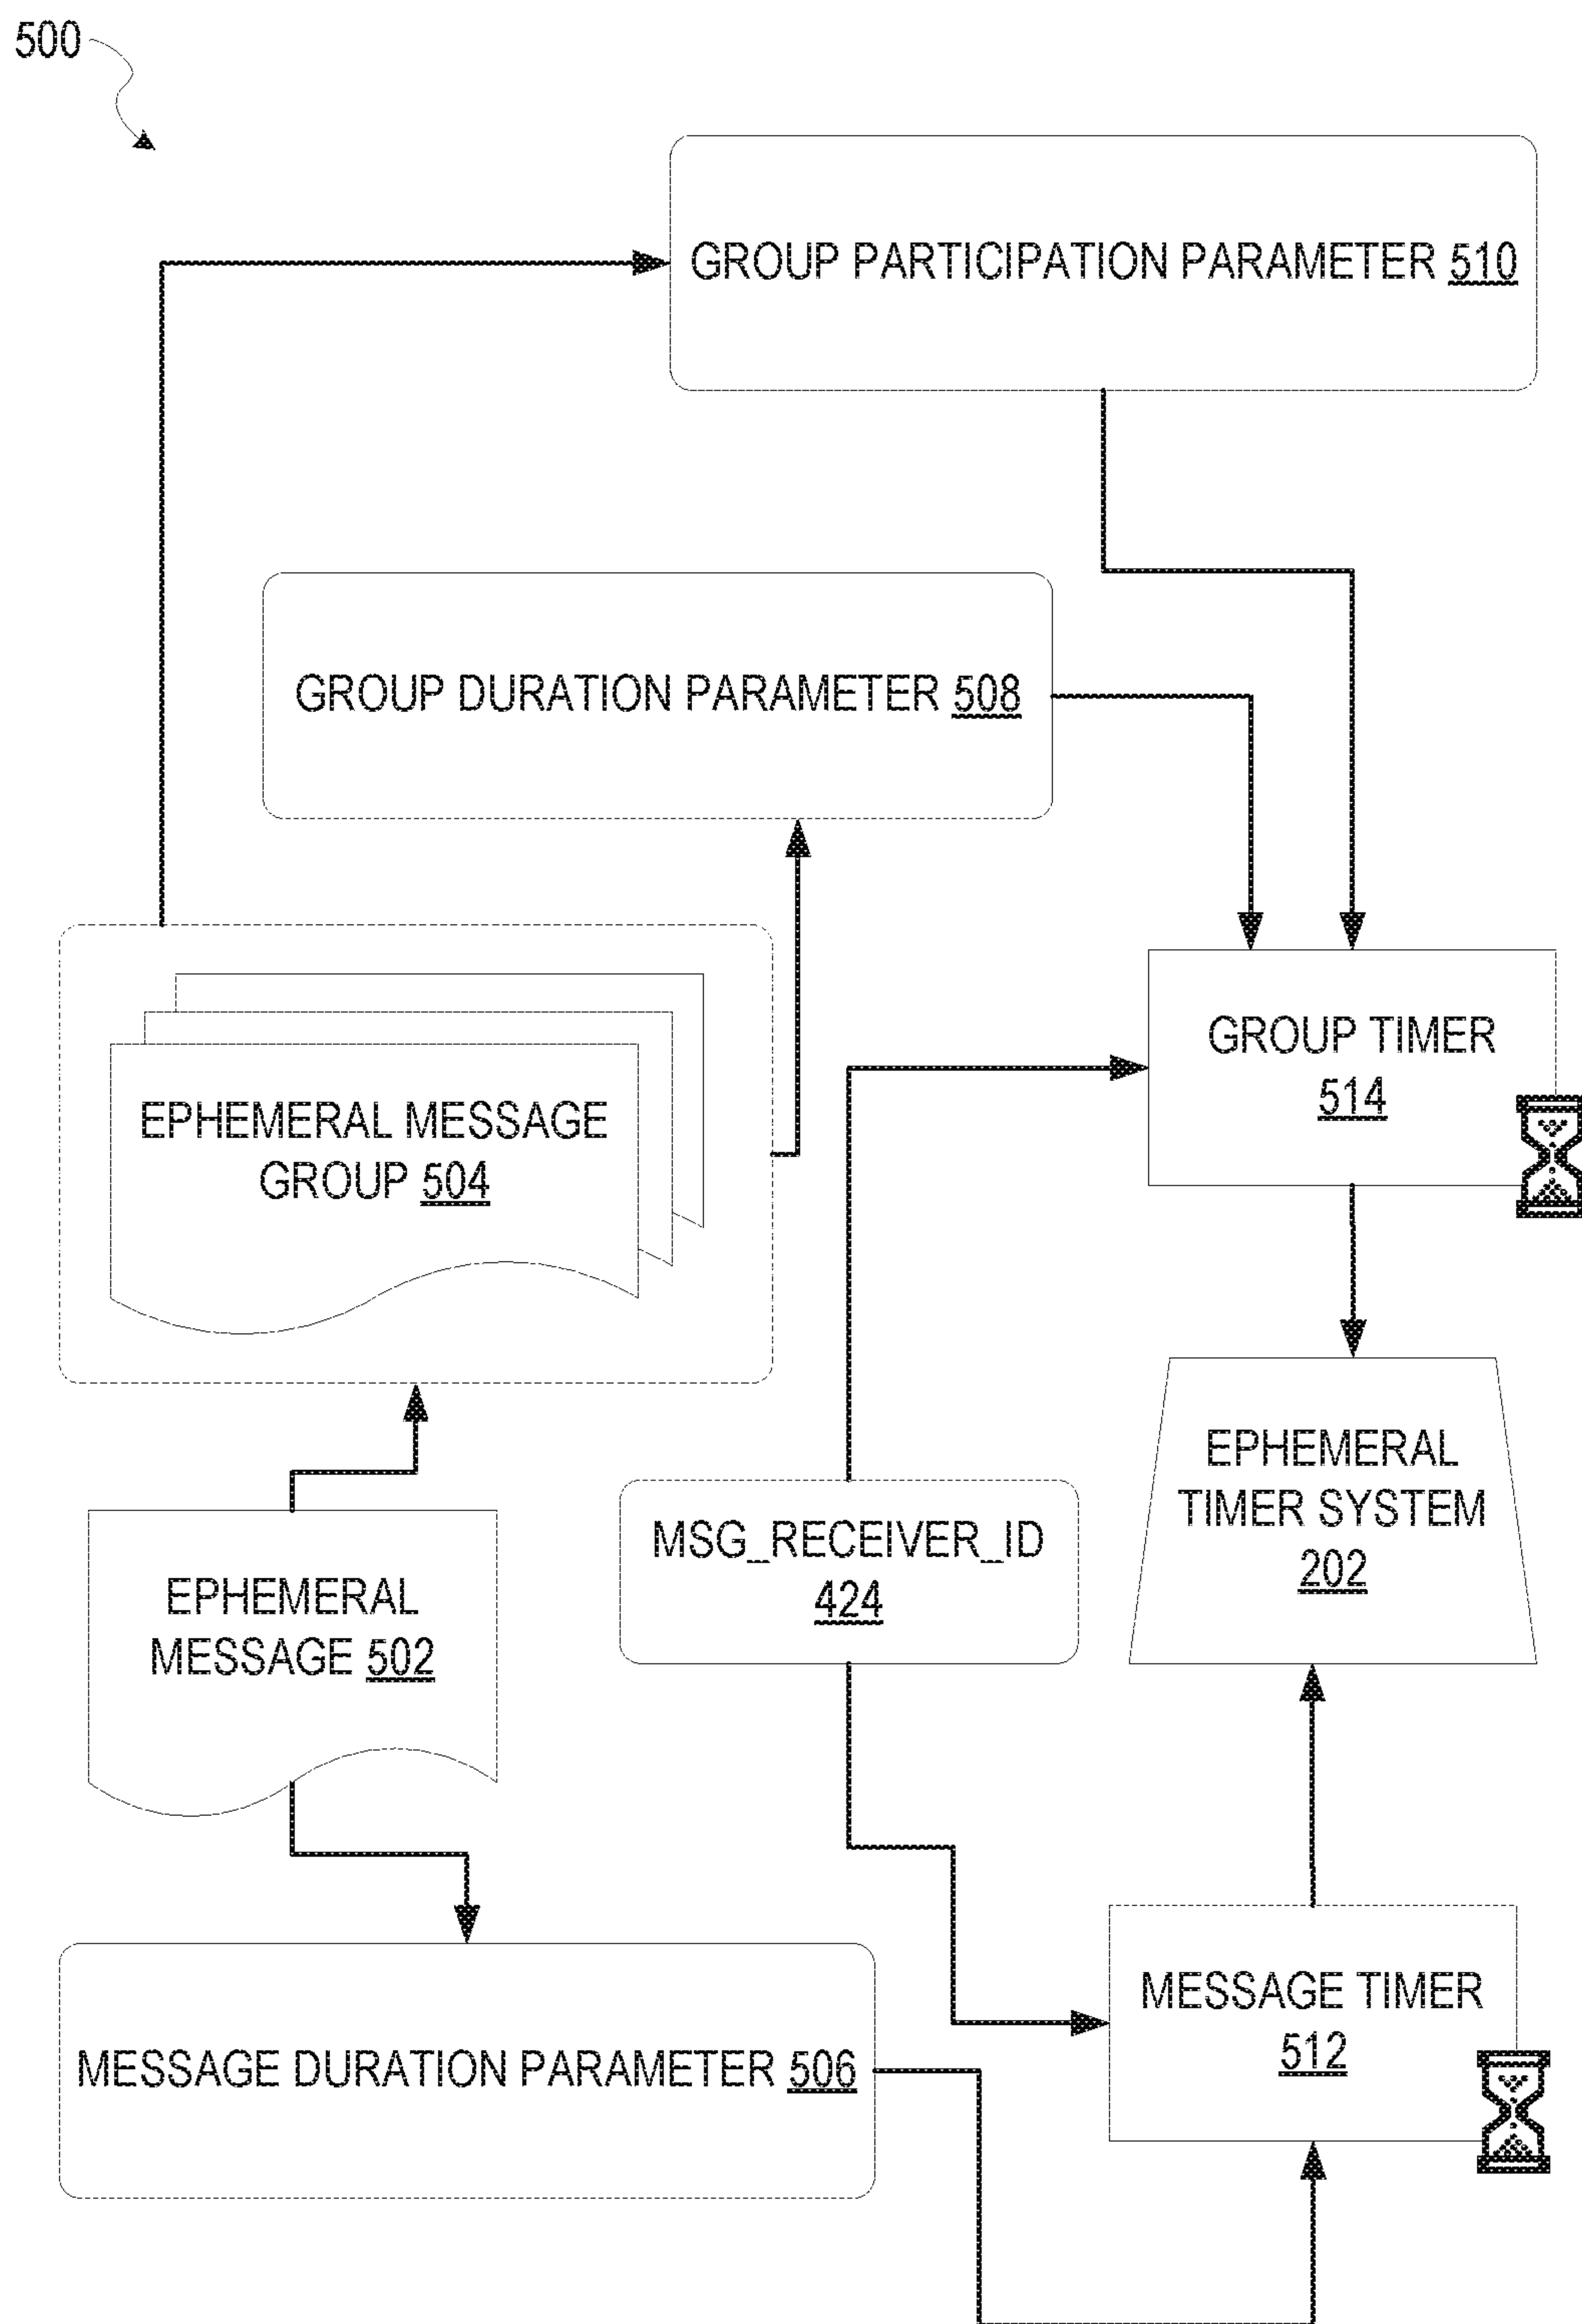 500
GROUP PARTICIPATION PARAMETER 510
GROUP DURATION PARAMETER 508
GROUP TIMER
514
EPHEMERAL MESSAGE
GROUP 504
EPHEMERAL
TIMER SYSTEM
202
MSG_RECEIVER_ID
424
EPHEMERAL
MESSAGE 502
MESSAGE TIMER
512
MESSAGE DURATION PARAMETER 506